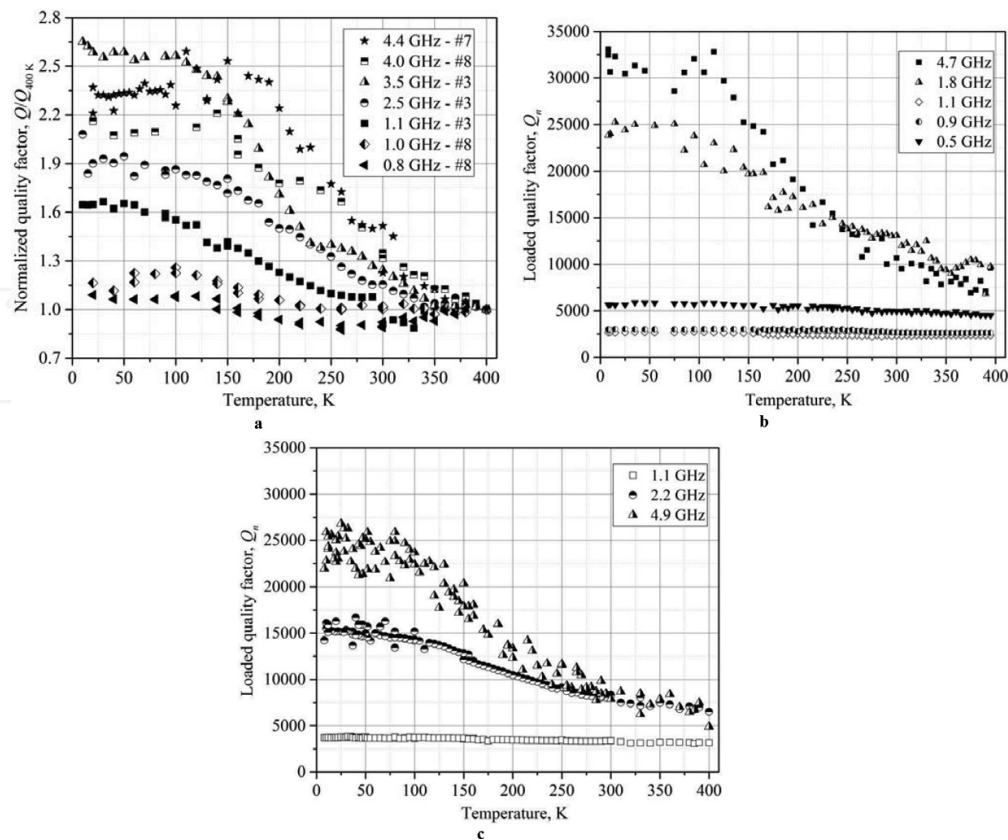 2.8
2.5
2.2
1.9
1.6
1.3
1.0
0.7
Normalized quality factor, Q/Q400 K
4.4 GHz - #7
4.0 GHz - #8
3.5 GHz - #3
2.5 GHz - #3
1.1 GHz - #3
1.0 GHz - #8
0.8 GHz - #8
0 50 100 150 200 250 300 350 400
Temperature, K
a
35000
30000
25000
20000
15000
10000
5000
0
Loaded quality factor, Qn
4.7 GHz
1.8 GHz
1.1 GHz
0.9 GHz
0.5 GHz
0 50 100 150 200 250 300 350 400
Temperature, K
b
35000
30000
25000
20000
15000
10000
5000
0
Loaded quality factor, Qn
1.1 GHz
2.2 GHz
4.9 GHz
0 50 100 150 200 250 300 350 400
Temperature, K
c